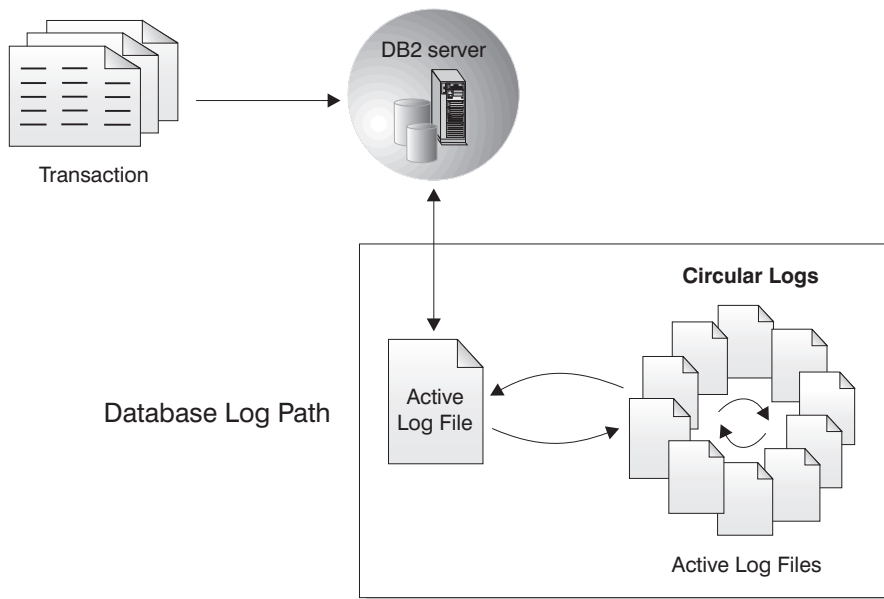 DB2 server
Transaction
Circular Logs
Active
Log File
Database Log Path
Active Log Files